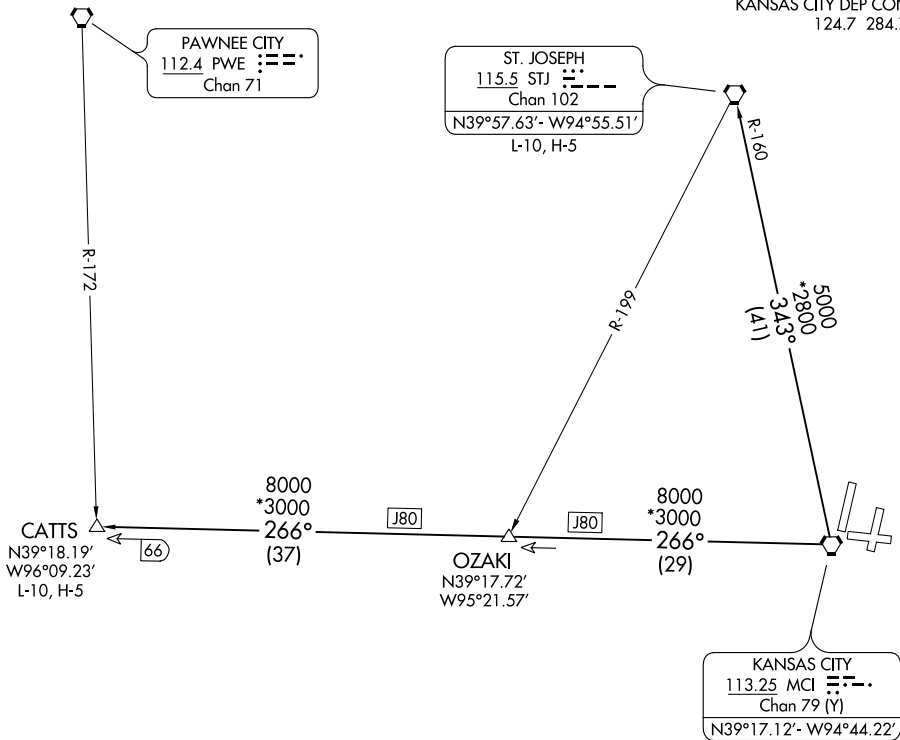 KANSAS CITY DEP CON
124.7 284.
PAWNEE CITY
112.4 PWE
Chan 71
ST. JOSEPH
115.5 STJ
Chan 102
N39°57.63'- W94°55.51'
L-10, H-5
R-160
R-172
R-199
5000
*2800
343°
(41)
8000
*3000
266°
(37)
J80
J80
8000
*3000
266°
(29)
CATTS
N39°18.19'
W96°09.23'
L-10, H-5
66
OZAKI
N39°17.72'
W95°21.57'
KANSAS CITY
113.25 MCI
Chan 79 (Y)
N39°17.12'- W94°44.22'